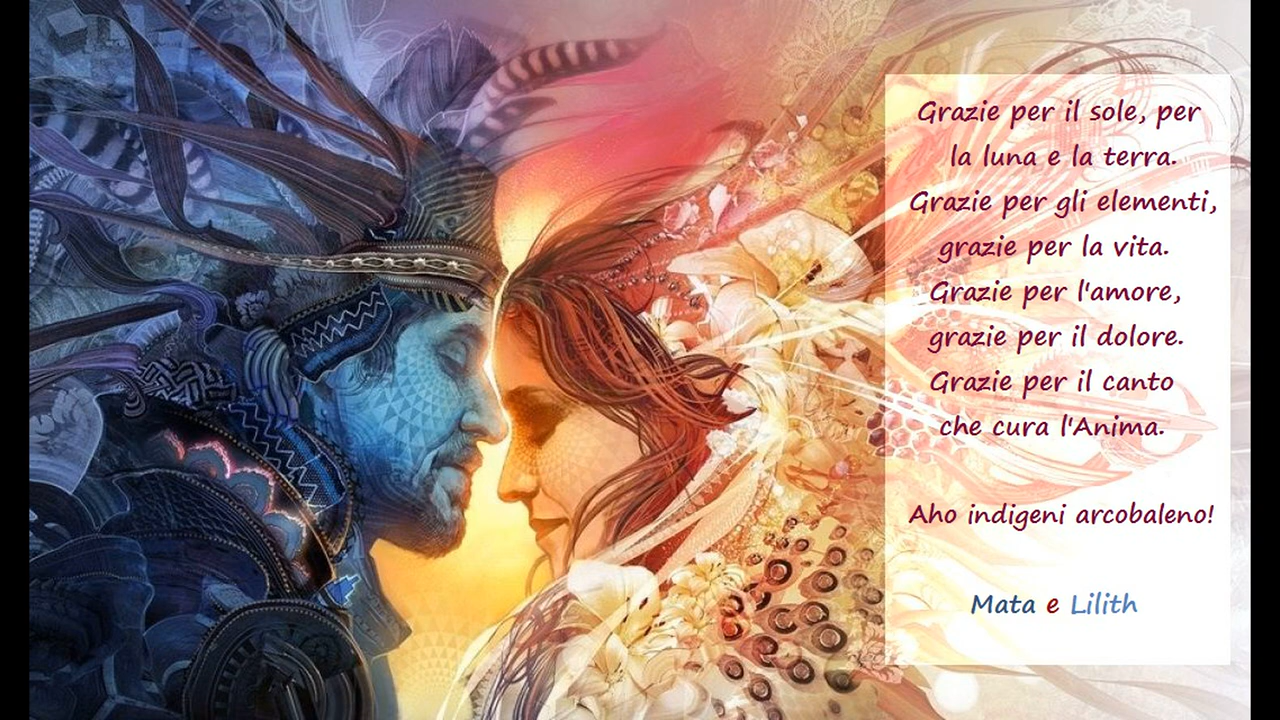 Grazie per il sole, per
la luna e la terra.
Grazie per gli elementi,
grazie per la vita.
Grazie per l'amore,
grazie per il dolore.
Grazie per il canto
che cura l'Anima.
Aho indigeni arcobaleno!
Mata e Lilith